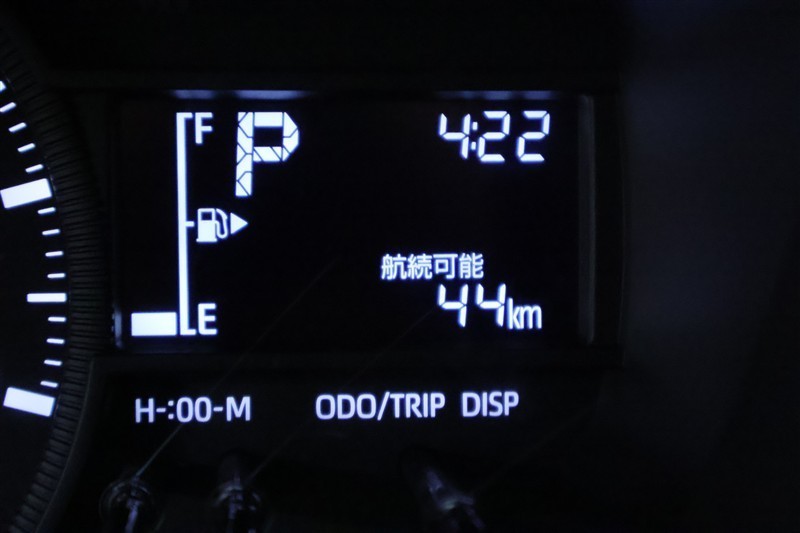 F P 4:22
航続可能
E 44km
H-:00-M ODO/TRIP DISP